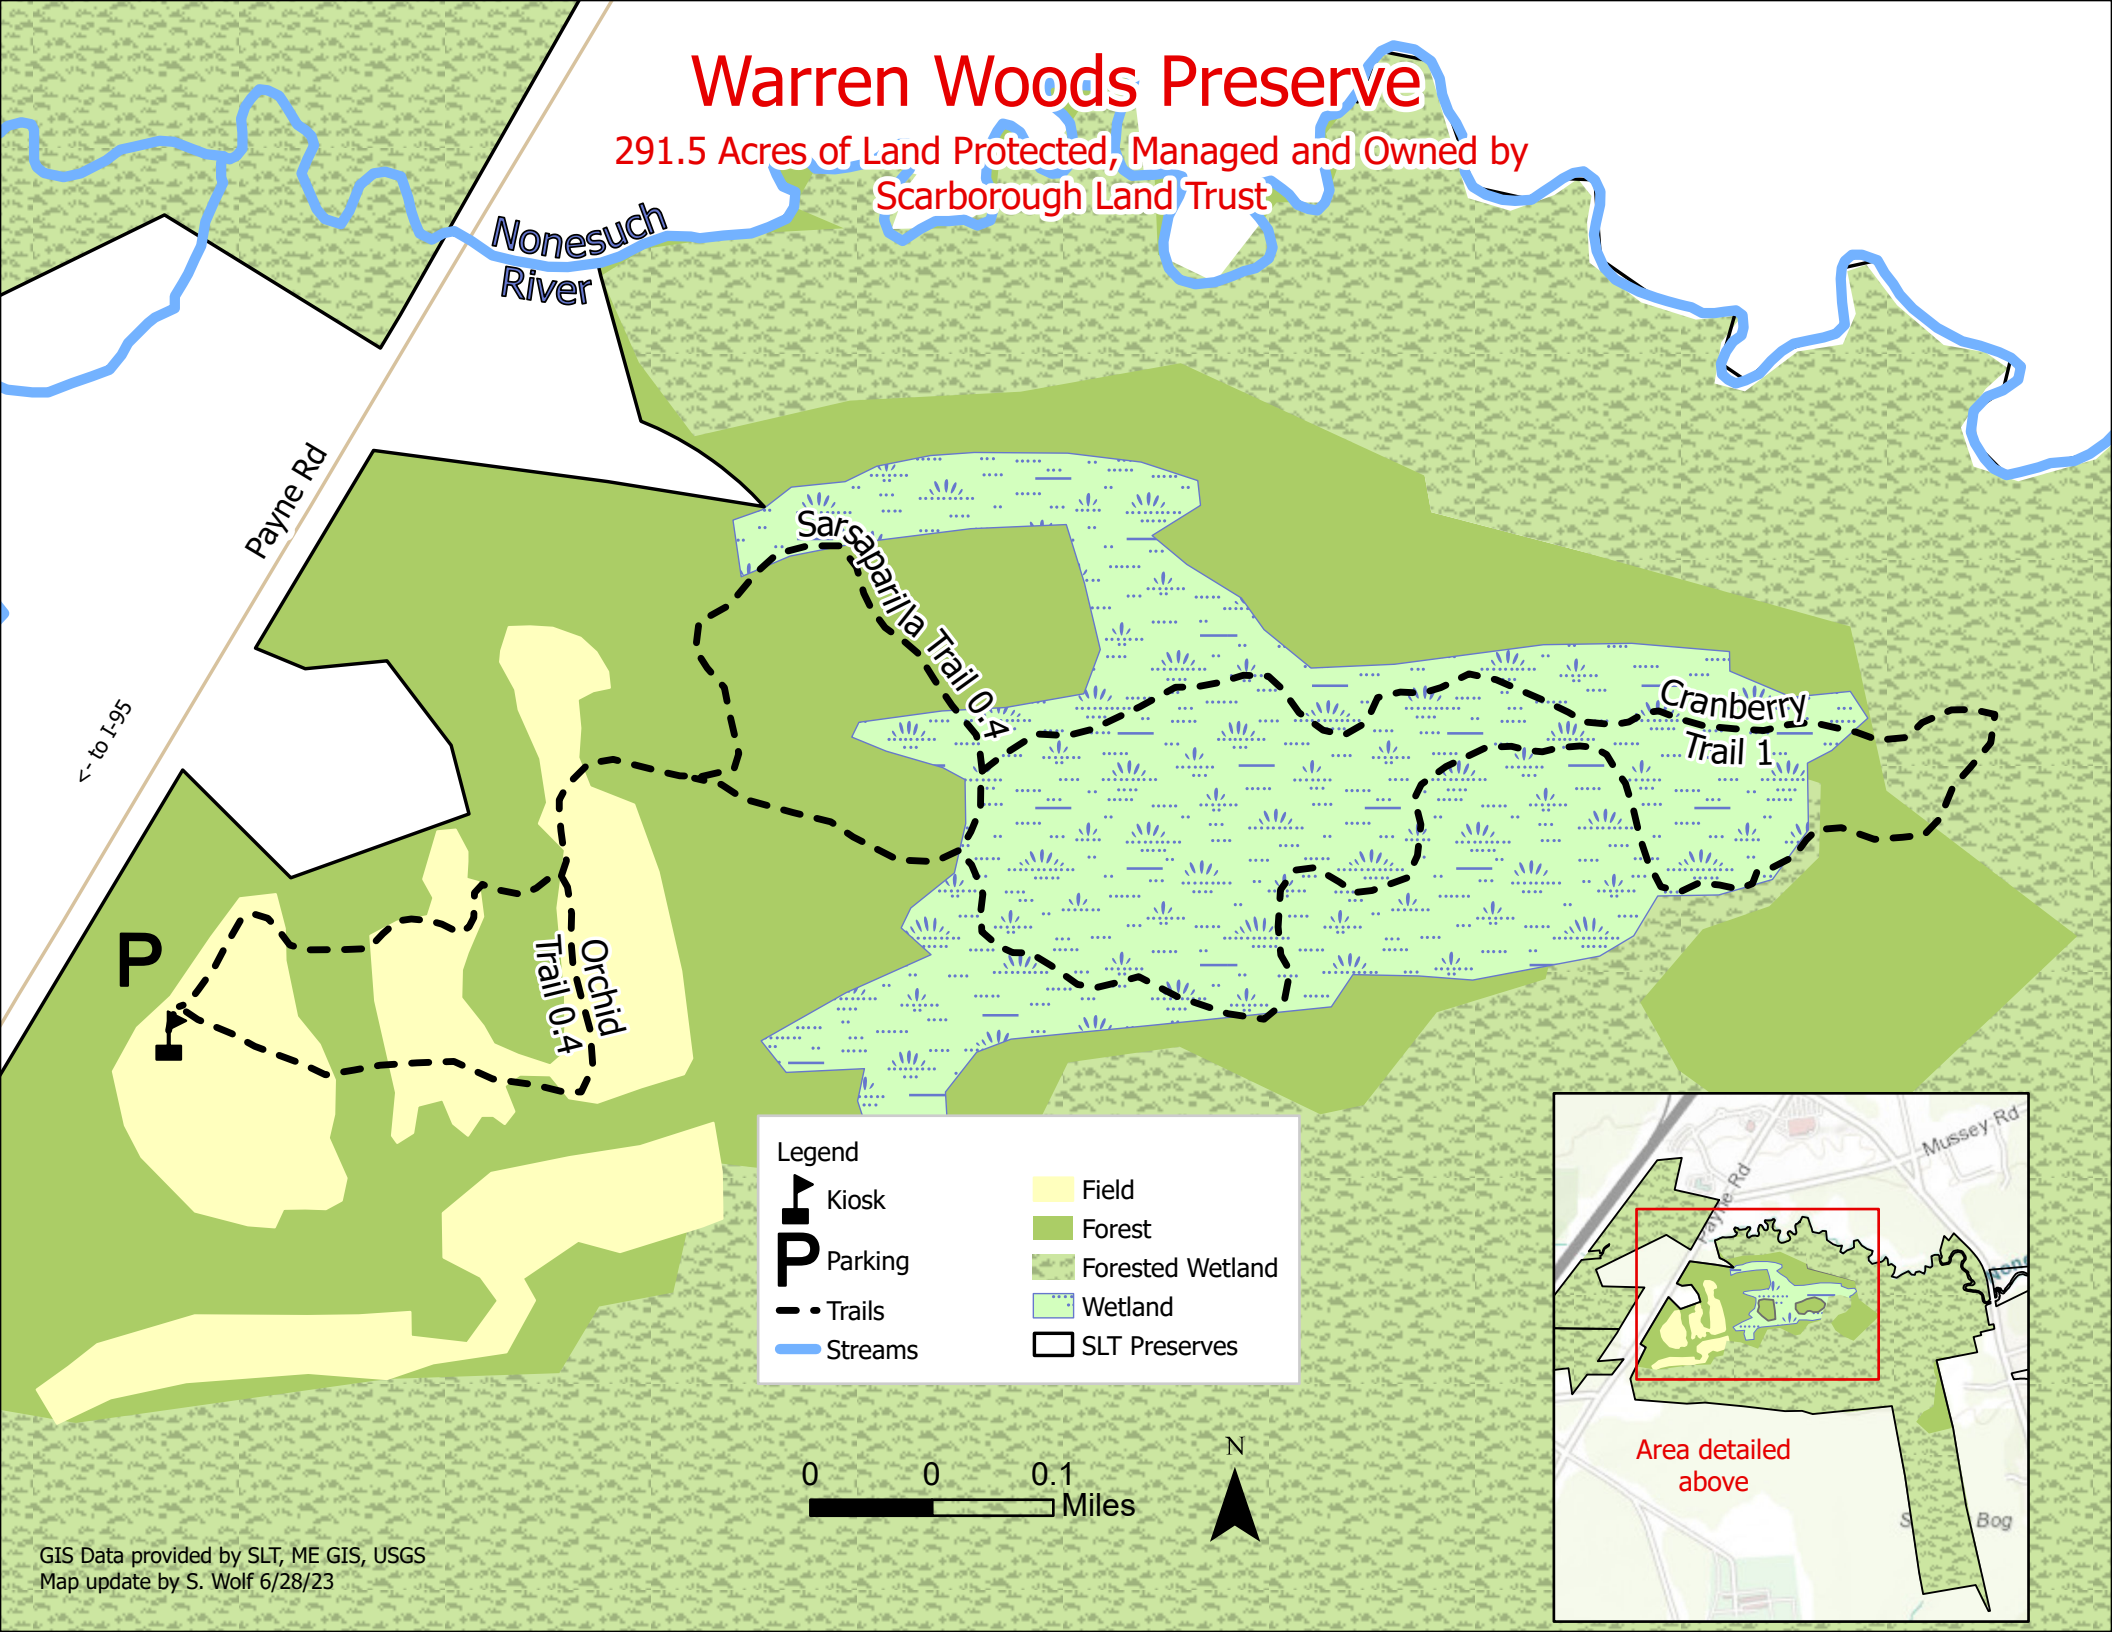 Warren Woods Preserve
291.5 Acres of Land Protected, Managed and Owned by
Scarborough Land Trust
Nonesuch
River
Payne Rd
<- to I-95
Sarsaparilla Trail 0.4
Cranberry
Trail 1
P
Orchid
Trail 0.4
Legend
Kiosk
P Parking
Trails
Streams
Field
Forest
Forested Wetland
Wetland
SLT Preserves
0 0 0.1
Miles
N
Mussey Rd
Payne Rd
Bog
Area detailed
above
GIS Data provided by SLT, ME GIS, USGS
Map update by S. Wolf 6/28/23